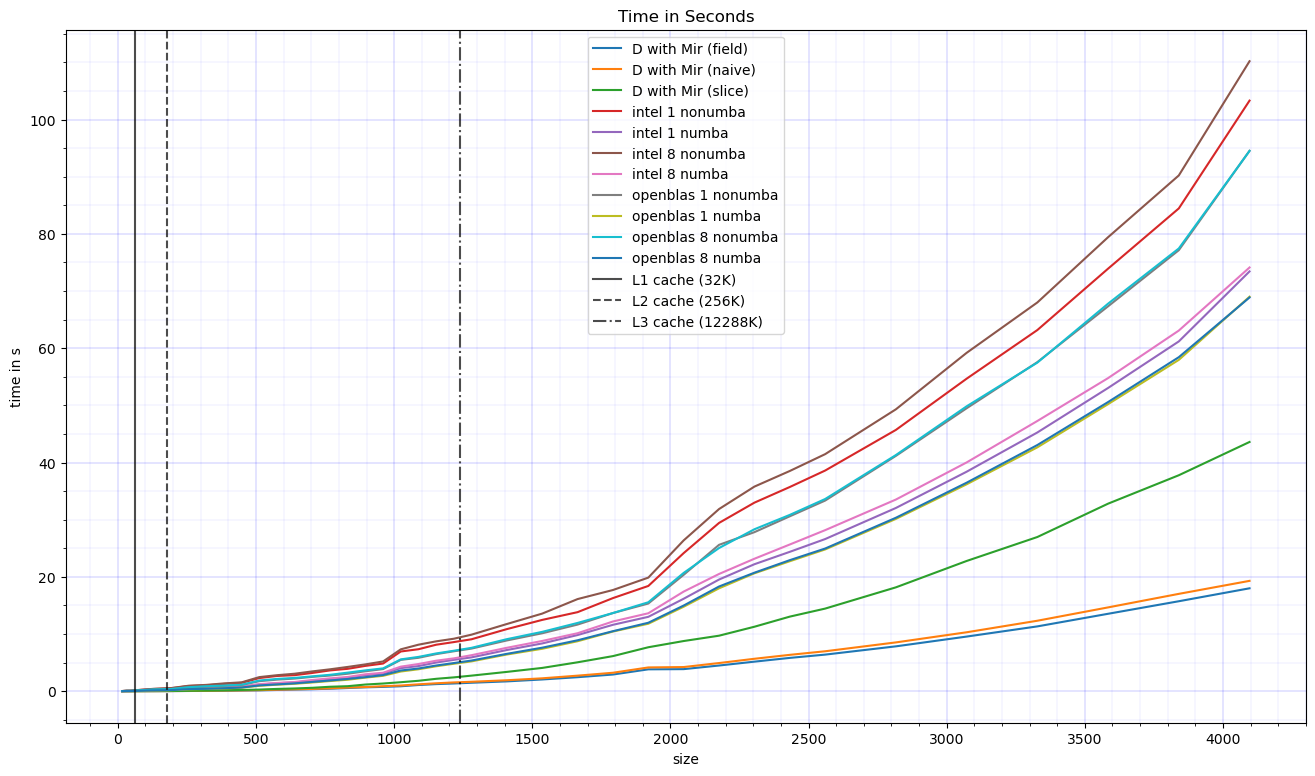 Time in Seconds
D with Mir (field)
D with Mir (naive)
D with Mir (slice)
intel 1 nonumba
intel 1 numba
intel 8 nonumba
intel 8 numba
openblas 1 nonumba
openblas 1 numba
openblas 8 nonumba
openblas 8 numba
L1 cache (32K)
L2 cache (256K)
L3 cache (12288K)
time in s
100
80
60
40
20
0
0 500 1000 1500 2000 2500 3000 3500 4000
size